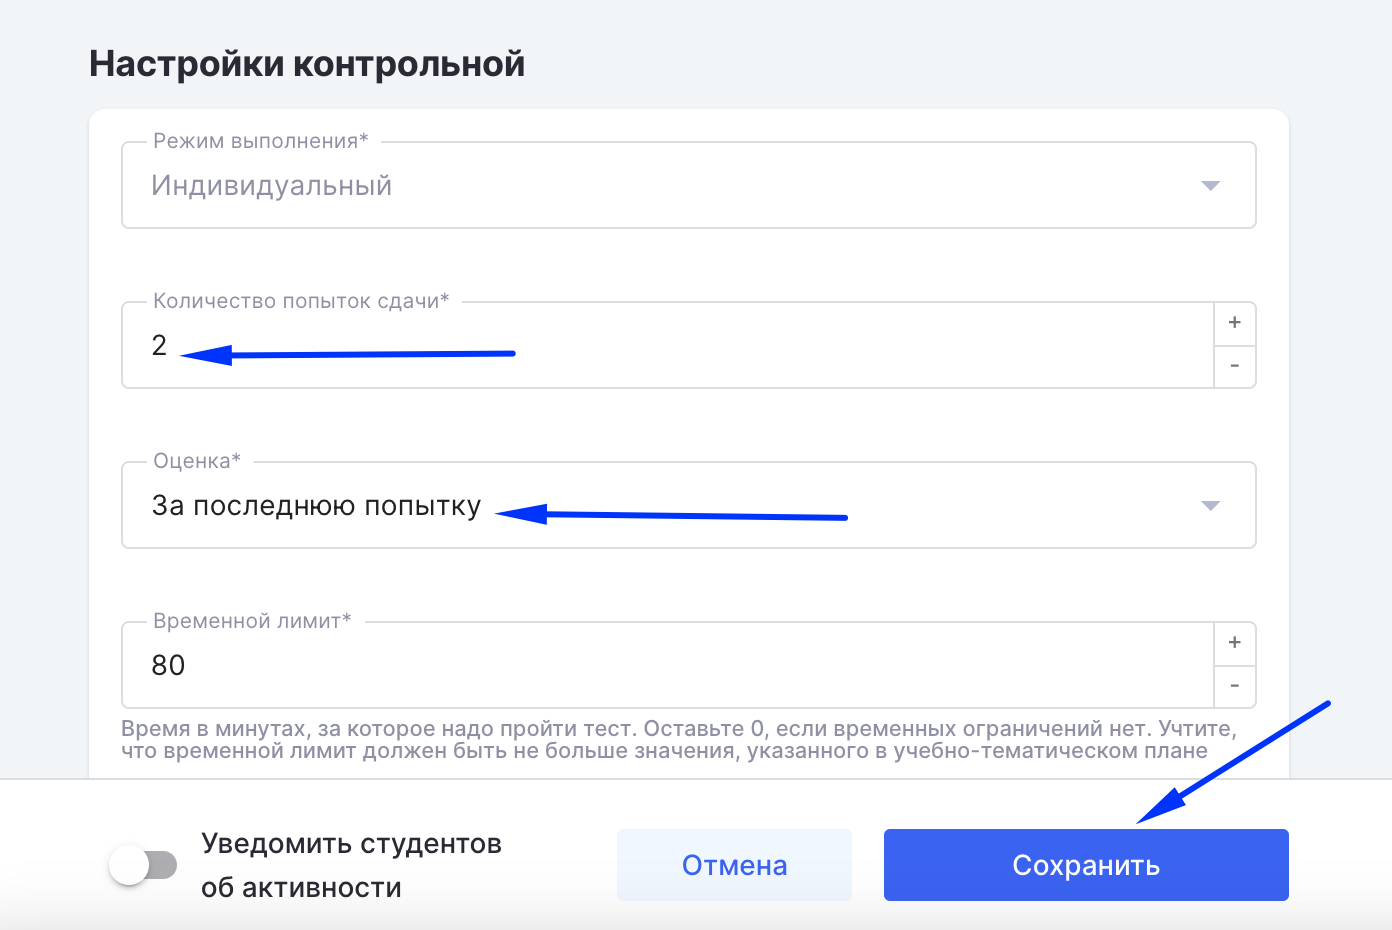 Настройки контрольной
Режим выполнения*
Индивидуальный
Количество попыток сдачи*
2
+
-
Оценка*
За последнюю попытку
Временной лимит*
80
+
-
Время в минутах, за которое надо пройти тест. Оставьте 0, если временных ограничений нет. Учтите,
что временной лимит должен быть не больше значения, указанного в учебно-тематическом плане
Уведомить студентов
об активности
Отмена
Сохранить